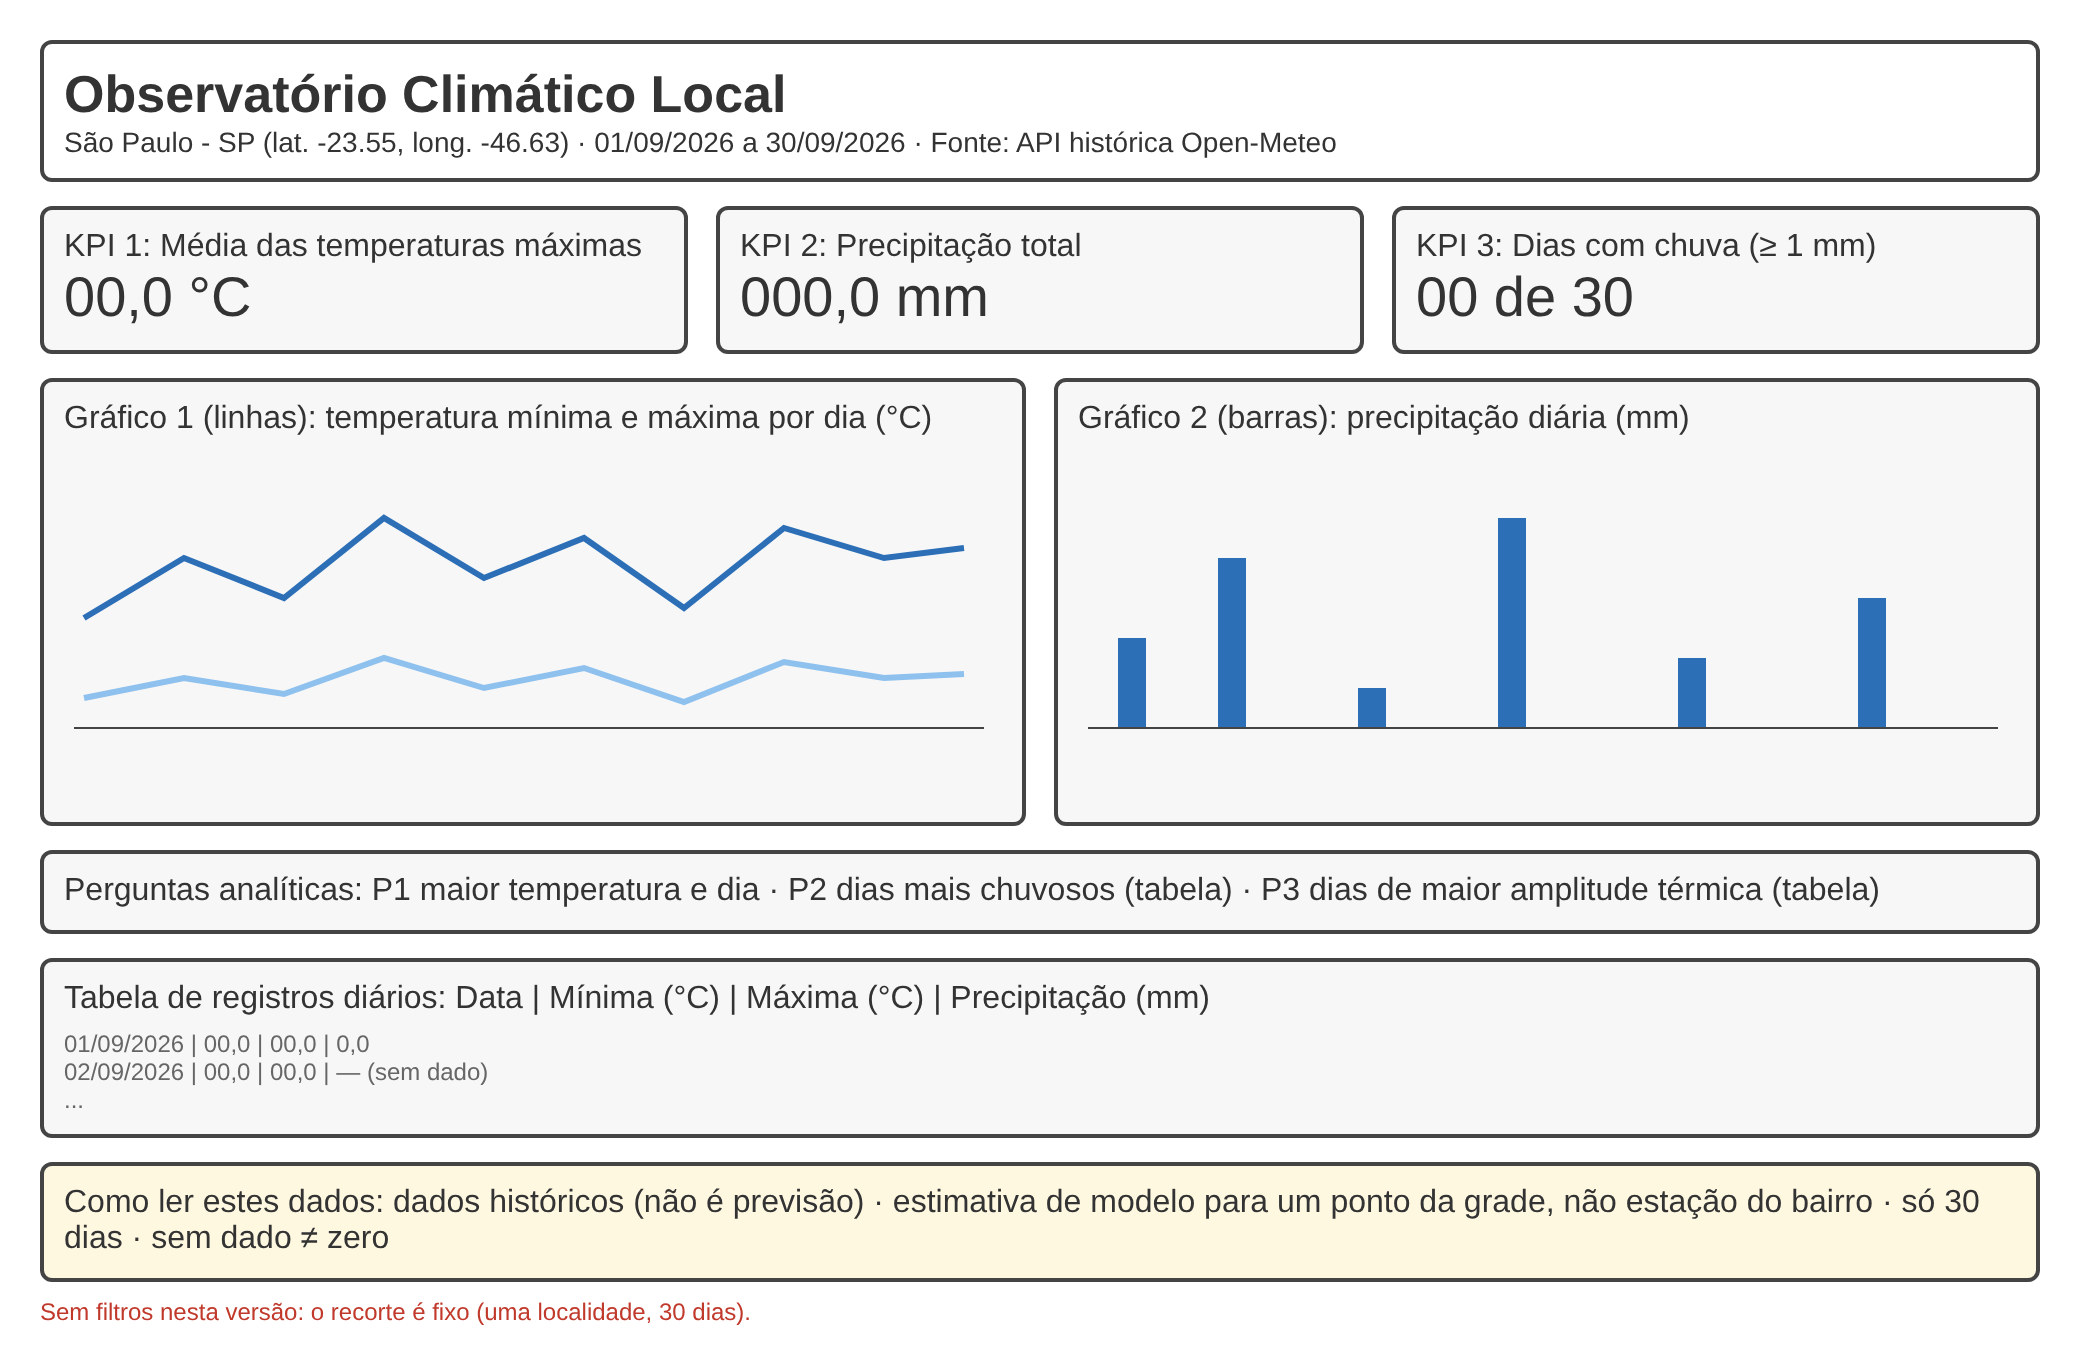 Observatório Climático Local
São Paulo - SP (lat. -23.55, long. -46.63) · 01/09/2026 a 30/09/2026 · Fonte: API histórica Open-Meteo
KPI 1: Média das temperaturas máximas
00,0 °C
KPI 2: Precipitação total
000,0 mm
KPI 3: Dias com chuva (≥ 1 mm)
00 de 30
Gráfico 1 (linhas): temperatura mínima e máxima por dia (°C)
Gráfico 2 (barras): precipitação diária (mm)
Perguntas analíticas: P1 maior temperatura e dia · P2 dias mais chuvosos (tabela) · P3 dias de maior amplitude térmica (tabela)
Tabela de registros diários: Data | Mínima (°C) | Máxima (°C) | Precipitação (mm)
01/09/2026 | 00,0 | 00,0 | 0,0
02/09/2026 | 00,0 | 00,0 | — (sem dado)
...
Como ler estes dados: dados históricos (não é previsão) · estimativa de modelo para um ponto da grade, não estação do bairro · só 30
dias · sem dado ≠ zero
Sem filtros nesta versão: o recorte é fixo (uma localidade, 30 dias).